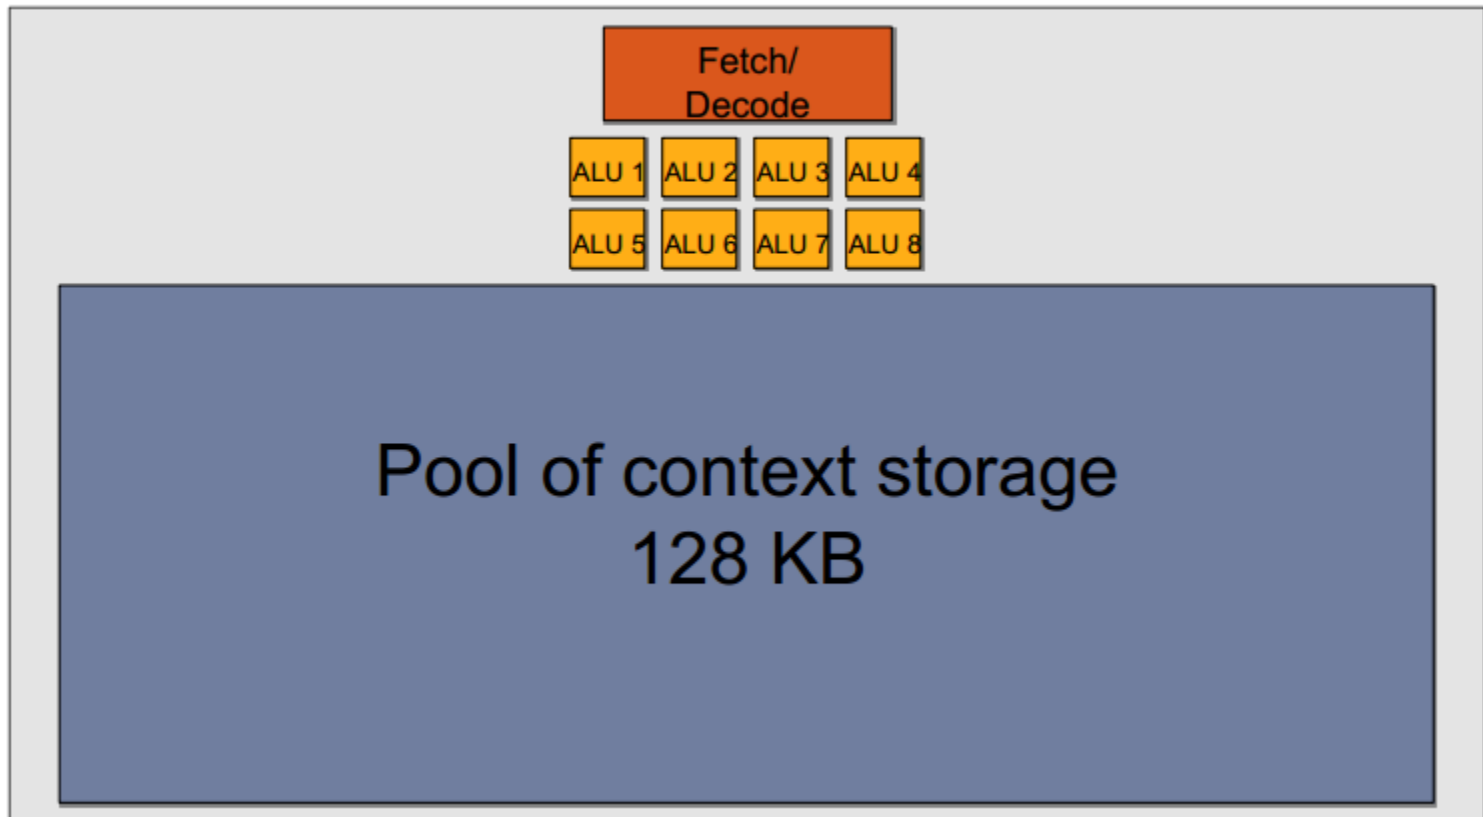 Fetch/
Decode
ALU 1 ALU 2 ALU 3 ALU 4
ALU 5 ALU 6 ALU 7 ALU 8
Pool of context storage
128 KB